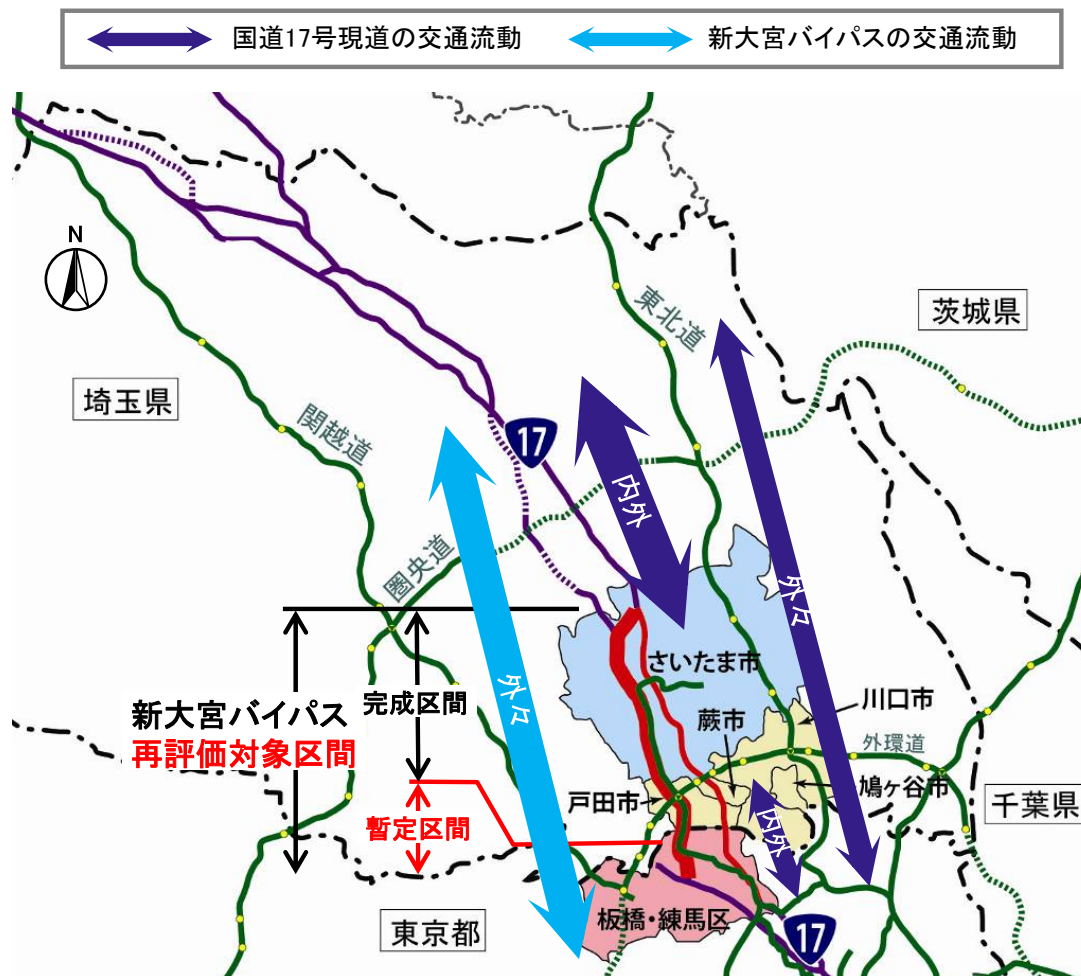 国道17号現道の交通流動
新大宮バイパスの交通流動
N
埼玉県
関越道
圏央道
東北道
茨城県
17
内外
外々
外々
さいたま市
川口市
蕨市
外環道
戸田市
鳩ヶ谷市
千葉県
新大宮バイパス
再評価対象区間
完成区間
暫定区間
内外
板橋・練馬区
東京都
17